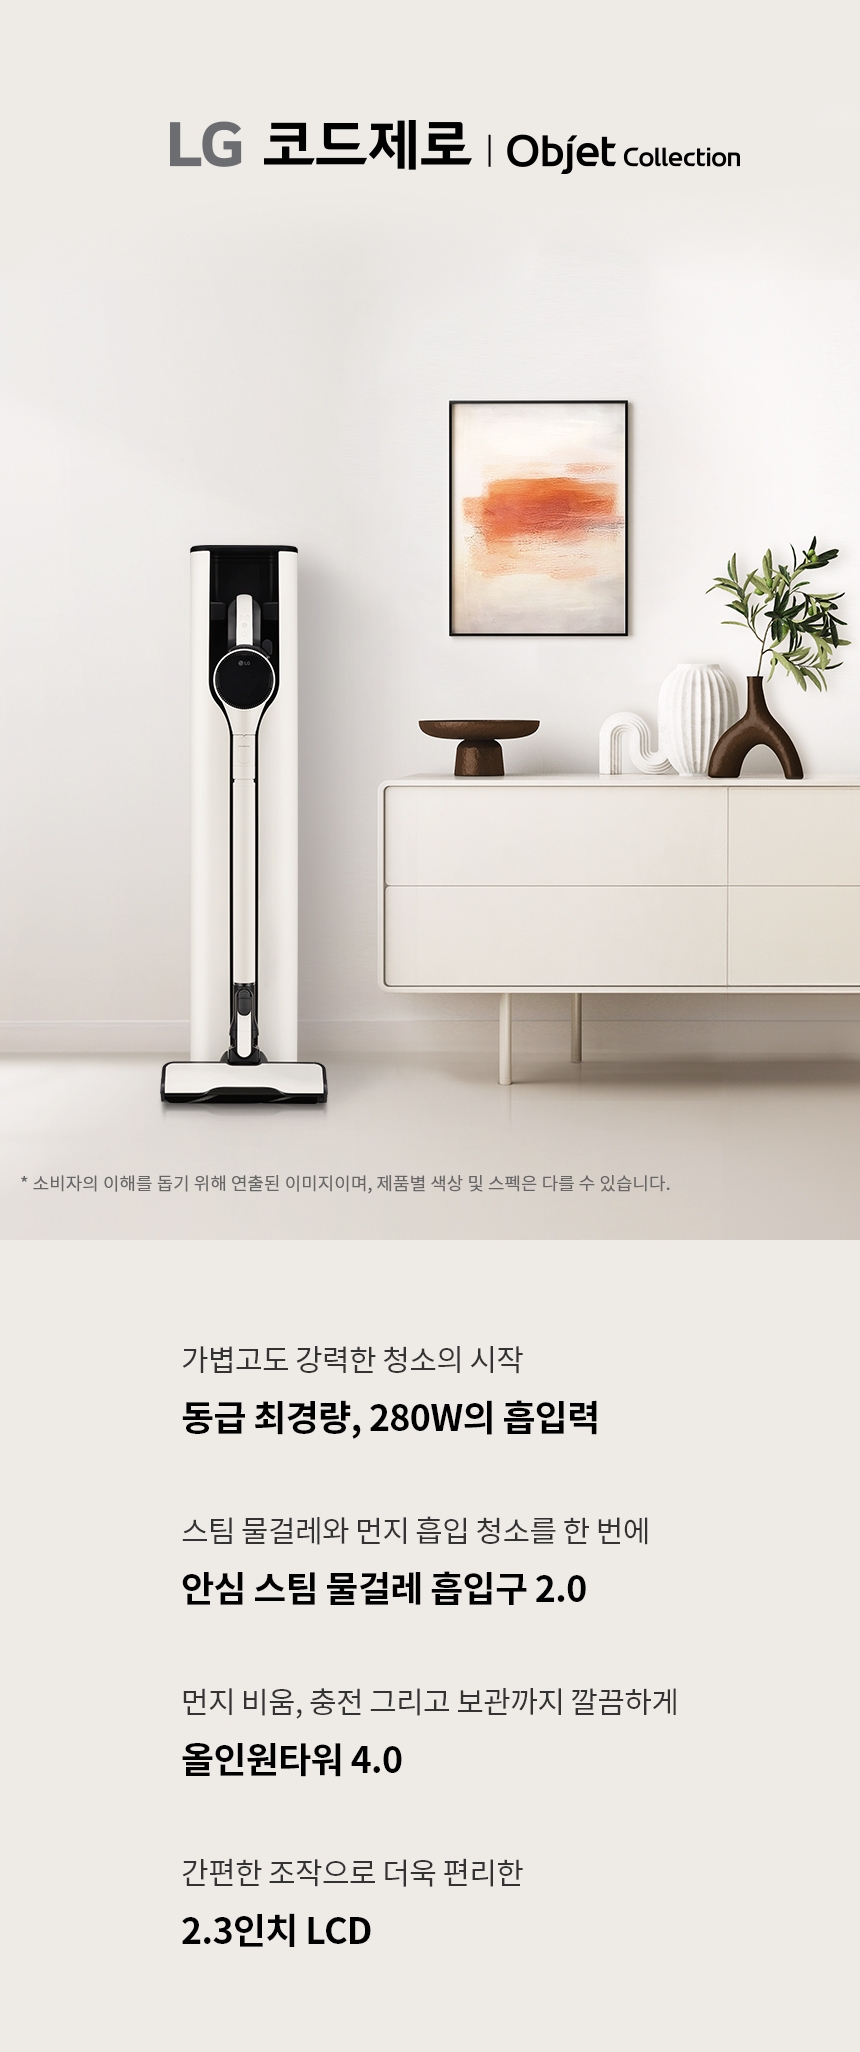 LG 코드제로 | Objet Collection
* 소비자의 이해를 돕기 위해 연출된 이미지이며, 제품별 색상 및 스펙은 다를 수 있습니다.
가볍고도 강력한 청소의 시작
동급 최경량, 280W의 흡입력
스팀 물걸레와 먼지 흡입 청소를 한 번에
안심 스팀 물걸레 흡입구 2.0
먼지 비움, 충전 그리고 보관까지 깔끔하게
올인원타워 4.0
간편한 조작으로 더욱 편리한
2.3인치 LCD